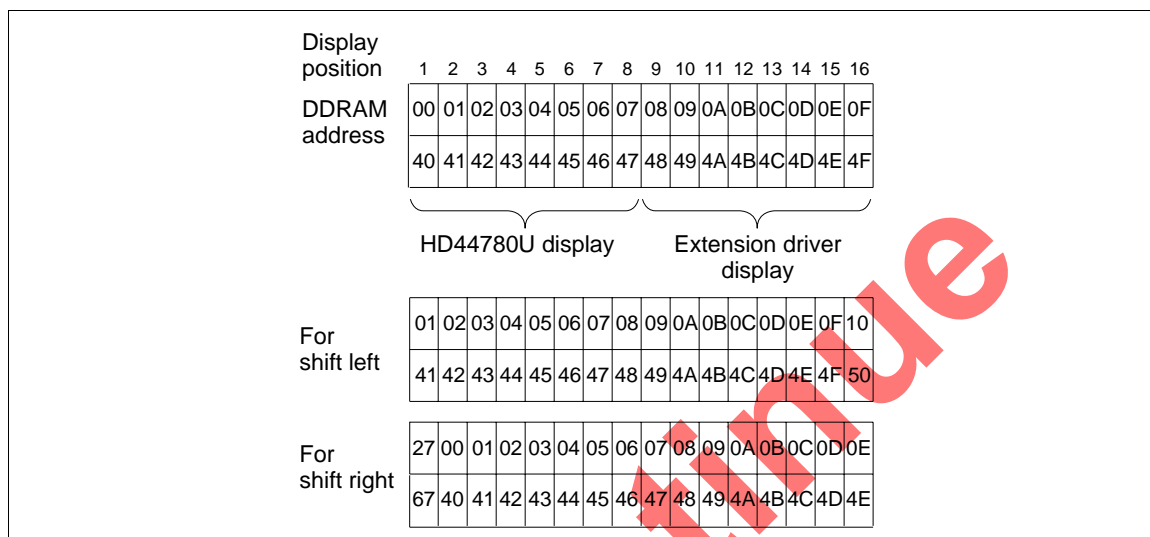 Display
position 1 2 3 4 5 6 7 8 9 10 11 12 13 14 15 16
DDRAM
address
00 01 02 03 04 05 06 07 08 09 0A 0B 0C 0D 0E 0F
40 41 42 43 44 45 46 47 48 49 4A 4B 4C 4D 4E 4F
HD44780U display
Extension driver
display
For
shift left
01 02 03 04 05 06 07 08 09 0A 0B 0C 0D 0E 0F 10
41 42 43 44 45 46 47 48 49 4A 4B 4C 4D 4E 4F 50
For
shift right
27 00 01 02 03 04 05 06 07 08 09 0A 0B 0C 0D 0E
67 40 41 42 43 44 45 46 47 48 49 4A 4B 4C 4D 4E
tinue